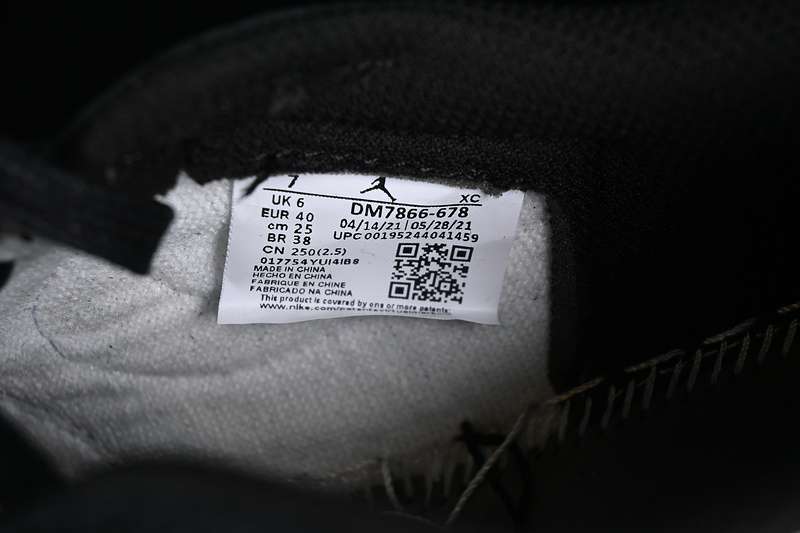 7
XC
UK 6
DM7866-678
EUR 40
04/14/21 | 05/28/21
cm 25
UPC 00195244041459
BR 38
CN 250(2.5)
017754YUI4IB8
MADE IN CHINA
HECHO EN CHINA
FABRIQUE EN CHINE
FABRICADO NA CHINA
This product is covered by one or more patents.